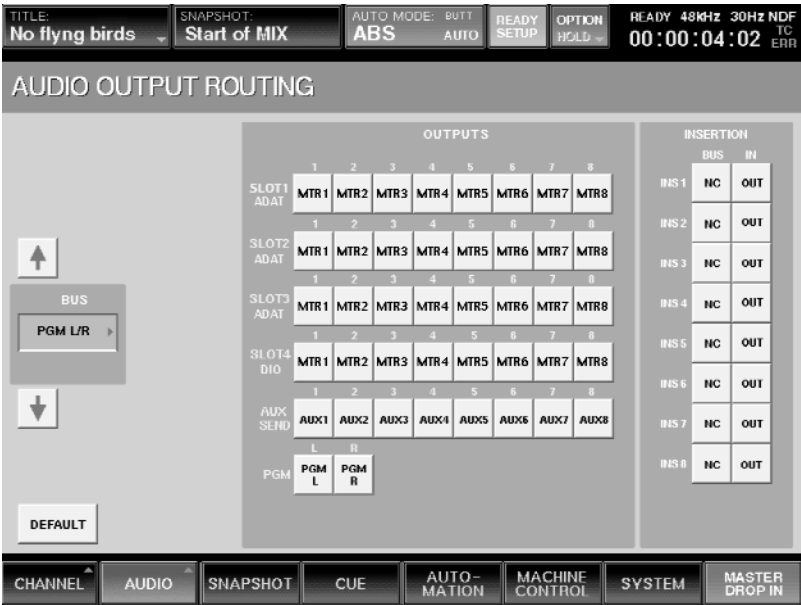 TITLE: SNAPSHOT: AUTO MODE: BUTT READY SETUP OPTION HOLD READY 48kHz 30Hz NDF
No flyng birds Start of MIX ABS AUTO 00:00:04:02 TC ERR
AUDIO OUTPUT ROUTING
OUTPUTS
1 2 3 4 5 6 7 8
SLOT1 ADAT MTR1 MTR2 MTR3 MTR4 MTR5 MTR6 MTR7 MTR8
1 2 3 4 5 6 7 8
SLOT2 ADAT MTR1 MTR2 MTR3 MTR4 MTR5 MTR6 MTR7 MTR8
1 2 3 4 5 6 7 8
SLOT3 ADAT MTR1 MTR2 MTR3 MTR4 MTR5 MTR6 MTR7 MTR8
1 2 3 4 5 6 7 8
SLOT4 DIO MTR1 MTR2 MTR3 MTR4 MTR5 MTR6 MTR7 MTR8
1 2 3 4 5 6 7 8
AUX SEND AUX1 AUX2 AUX3 AUX4 AUX5 AUX6 AUX7 AUX8
L R
PGM PGM L PGM R
INSERTION
BUS IN
INS 1 NC OUT
INS 2 NC OUT
INS 3 NC OUT
INS 4 NC OUT
INS 5 NC OUT
INS 6 NC OUT
INS 7 NC OUT
INS 8 NC OUT
BUS
PGM L/R
DEFAULT
CHANNEL AUDIO SNAPSHOT CUE AUTO-MATION MACHINE CONTROL SYSTEM MASTER DROP IN